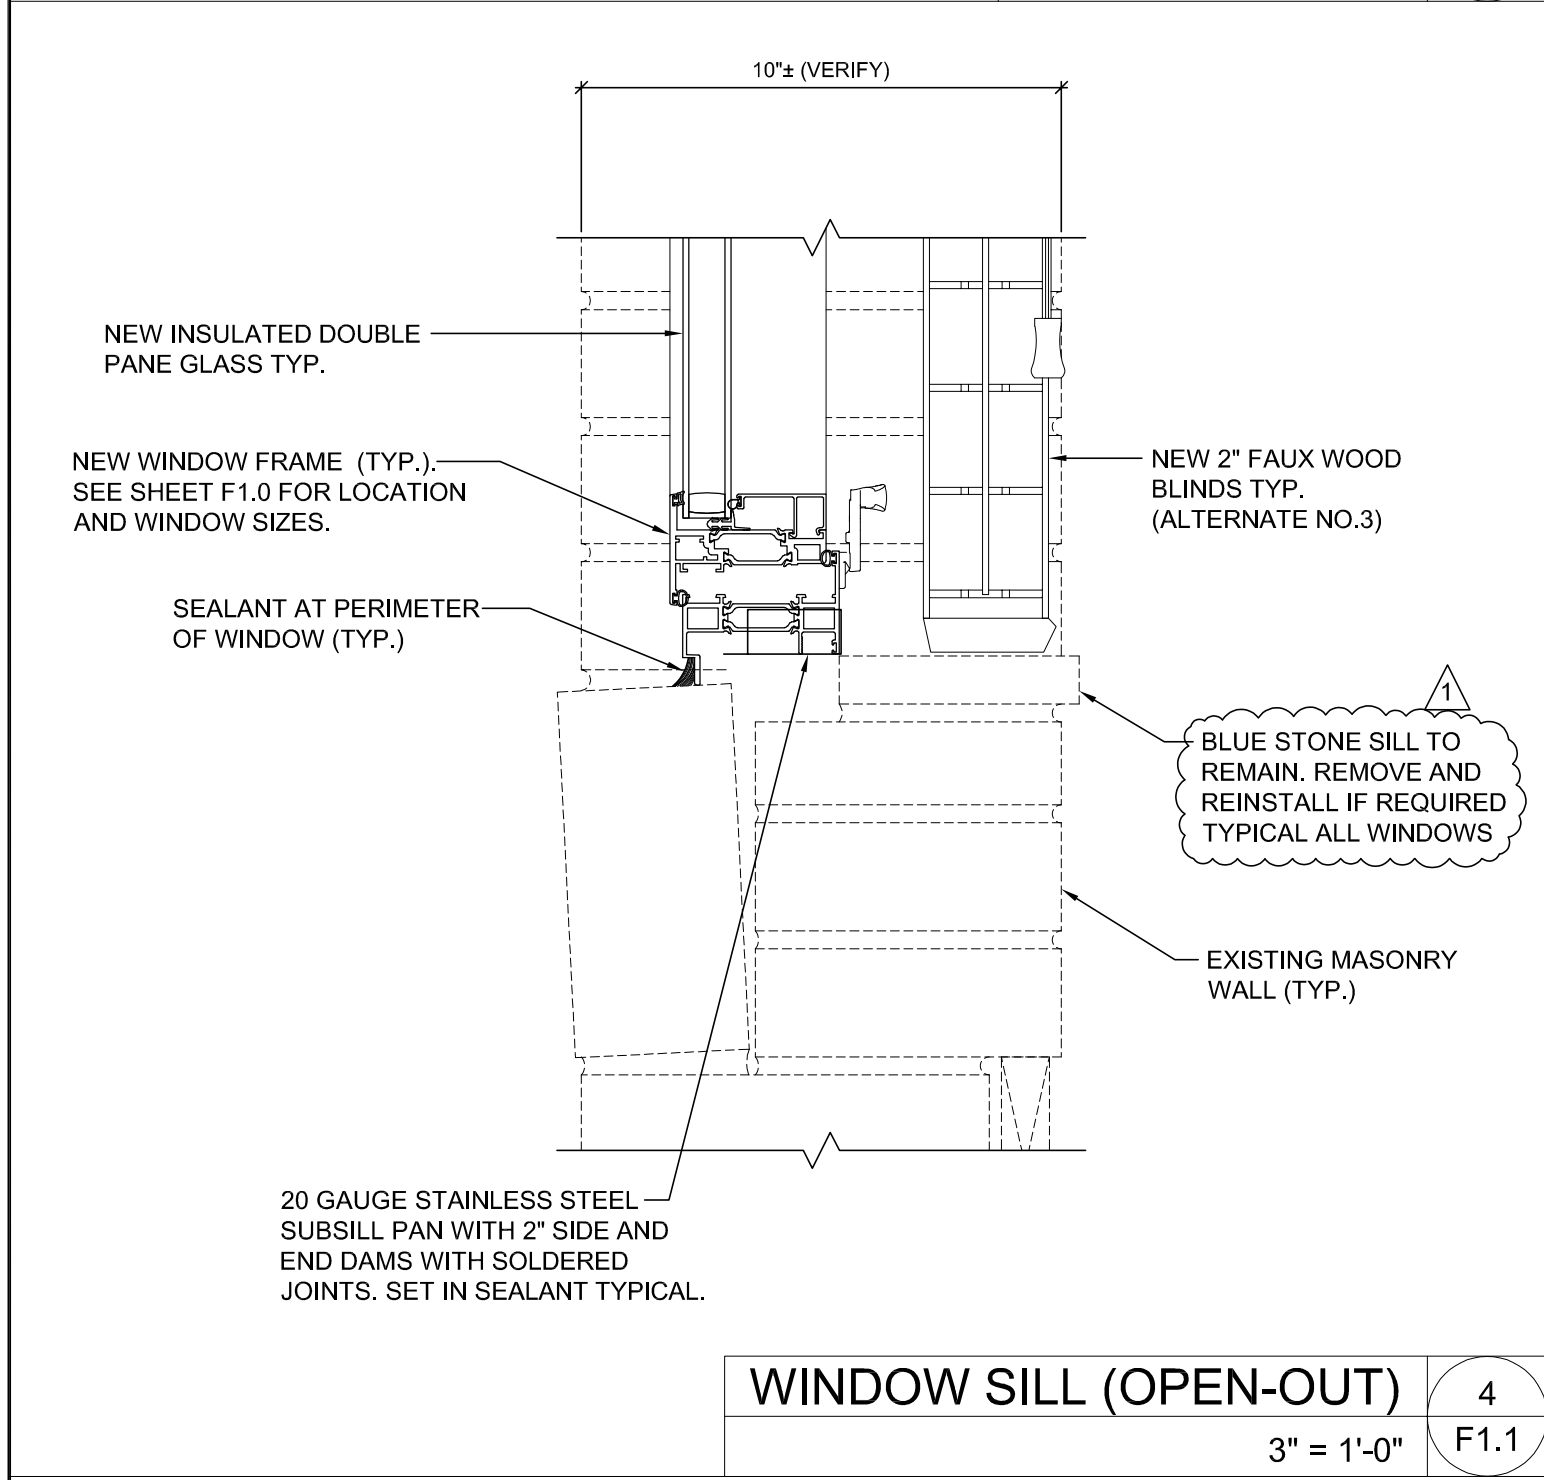 10"± (VERIFY)
NEW INSULATED DOUBLE
PANE GLASS TYP.
NEW WINDOW FRAME (TYP.).
SEE SHEET F1.0 FOR LOCATION
AND WINDOW SIZES.
NEW 2" FAUX WOOD
BLINDS TYP.
(ALTERNATE NO.3)
SEALANT AT PERIMETER
OF WINDOW (TYP.)
1
BLUE STONE SILL TO
REMAIN. REMOVE AND
REINSTALL IF REQUIRED
TYPICAL ALL WINDOWS
EXISTING MASONRY
WALL (TYP.)
20 GAUGE STAINLESS STEEL
SUBSILL PAN WITH 2" SIDE AND
END DAMS WITH SOLDERED
JOINTS. SET IN SEALANT TYPICAL.
WINDOW SILL (OPEN-OUT)
4
3" = 1'-0"
F1.1